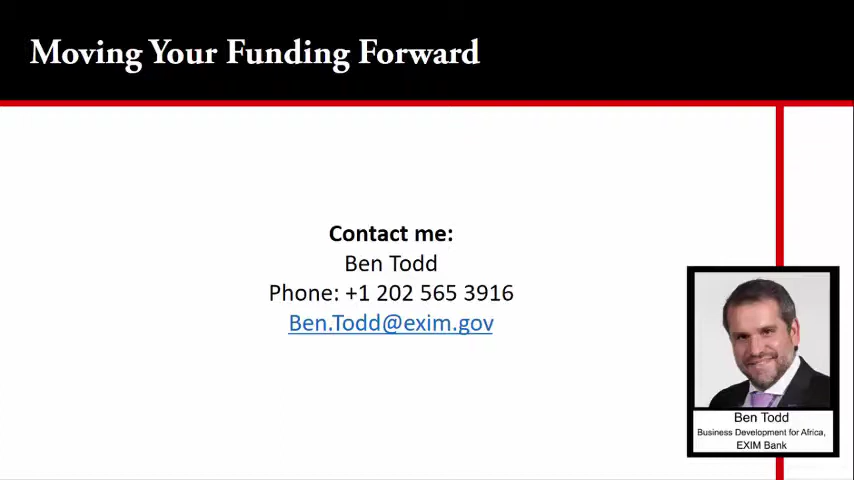 Moving Your Funding Forward
Contact me:
Ben Todd
Phone: +1 202 565 3916
Ben.Todd@exim.gov
Ben Todd
Business Development for Africa,
EXIM Bank